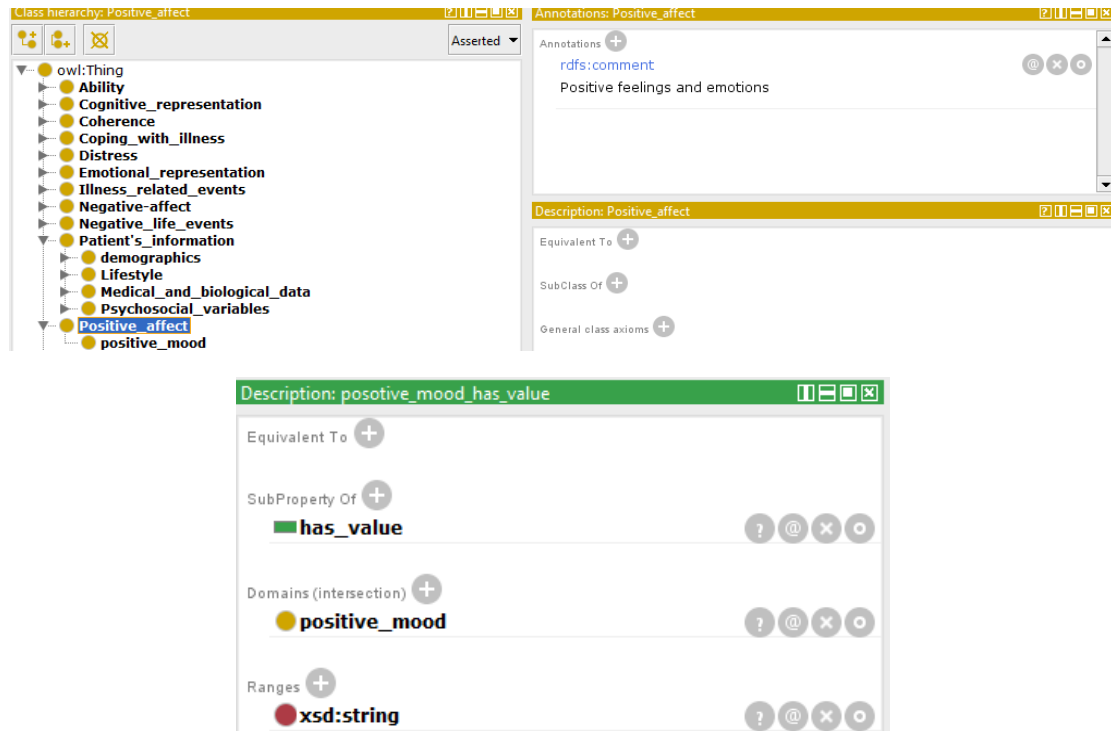 Class hierarchy: Positive_affect
Asserted
owl:Thing
Ability
Cognitive_representation
Coherence
Coping_with_illness
Distress
Emotional_representation
Illness_related_events
Negative-affect
Negative_life_events
Patient's_information
demographics
Lifestyle
Medical_and_biological_data
Psychosocial_variables
Positive_affect
positive_mood
Annotations: Positive_affect
Annotations
rdfs:comment
Positive feelings and emotions
Description: Positive_affect
Equivalent To
SubClass Of
General class axioms
Description: posotive_mood_has_value
Equivalent To
SubProperty Of
has_value
Domains (intersection)
positive_mood
Ranges
xsd:string